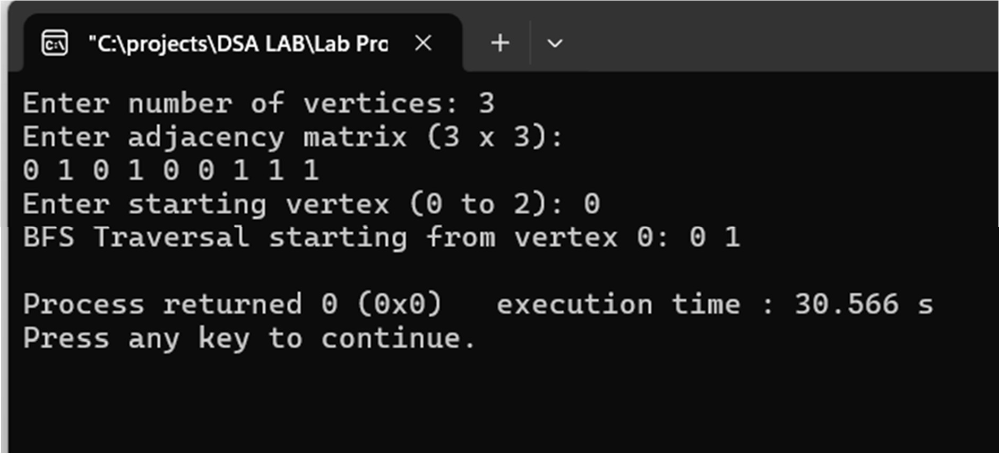 "C:\projects\DSA LAB\Lab Pro
Enter number of vertices: 3
Enter adjacency matrix (3 x 3):
0 1 0 1 0 0 1 1 1
Enter starting vertex (0 to 2): 0
BFS Traversal starting from vertex 0: 0 1
Process returned 0 (0x0)   execution time : 30.566 s
Press any key to continue.